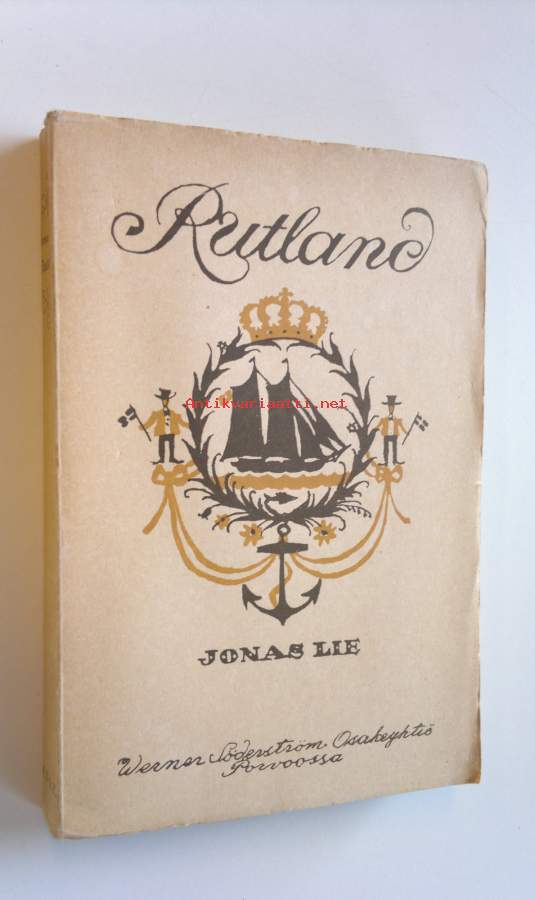 Rutland
Antikvariaatti.net
JONAS LIE
Werner Söderström Osakeyhtiö
Porvoossa